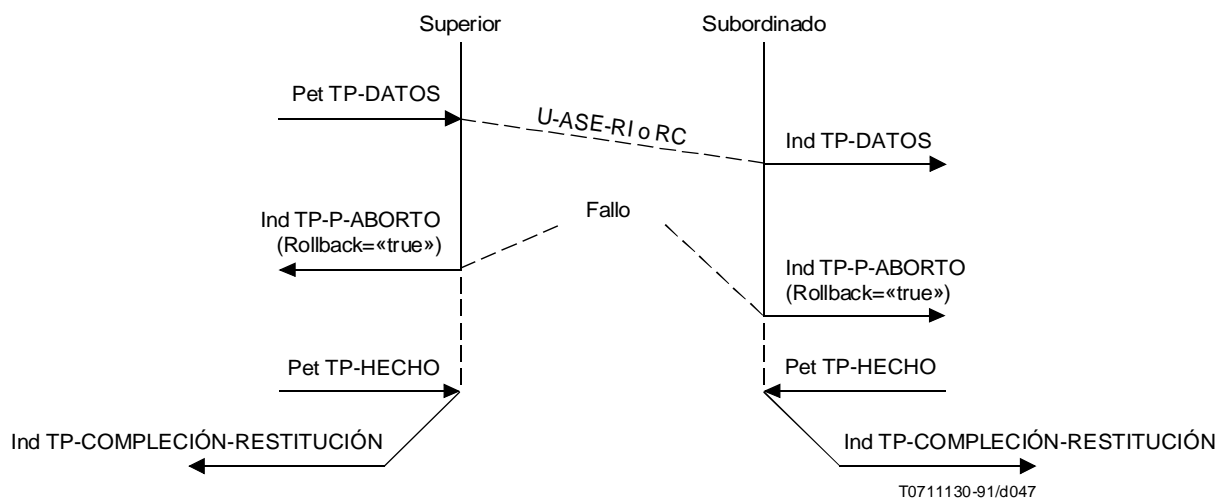 Superior
Subordinado
Pet TP-DATOS
U-ASE-RI o RC
Ind TP-DATOS
Fallo
Ind TP-P-ABORTO
(Rollback=«true»)
Ind TP-P-ABORTO
(Rollback=«true»)
Pet TP-HECHO
Pet TP-HECHO
Ind TP-COMPLECIÓN-RESTITUCIÓN
Ind TP-COMPLECIÓN-RESTITUCIÓN
T0711130-91/d047